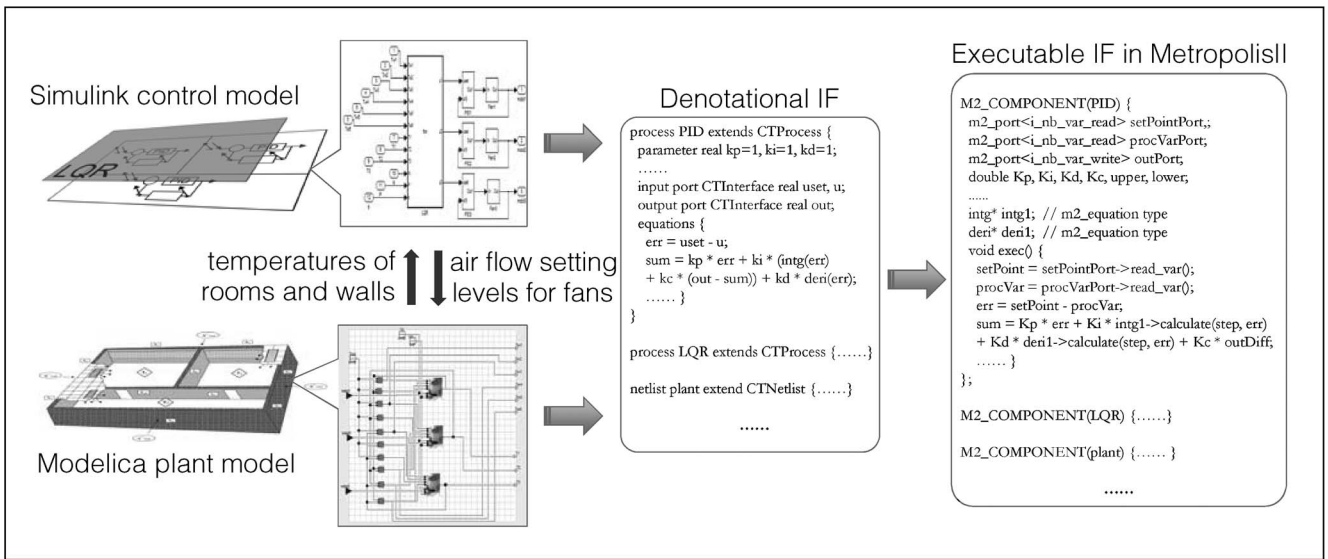 Simulink control model
LQR
temperatures of
rooms and walls
air flow setting
levels for fans
Modelica plant model
Denotational IF
process PID extends CTProcess {
parameter real kp=1, ki=1, kd=1;
……
input port CTInterface real uset, u;
output port CTInterface real out;
equations {
err = uset - u;
sum = kp * err + ki * (intg(err)
+ kc * (out - sum)) + kd * deri(err);
…… }
}
process LQR extends CTProcess {……}
netlist plant extend CTNetlist {……}
……
Executable IF in MetropolisII
M2_COMPONENT(PID) {
m2_port<i_nb_var_read> setPointPort,;
m2_port<i_nb_var_read> procVarPort;
m2_port<i_nb_var_write> outPort;
double Kp, Ki, Kd, Kc, upper, lower;
......
intg* intg1; // m2_equation type
deri* deri1; // m2_equation type
void exec() {
setPoint = setPointPort->read_var();
procVar = procVarPort->read_var();
err = setPoint - procVar;
sum = Kp * err + Ki * intg1->calculate(step, err)
+ Kd * deri1->calculate(step, err) + Kc * outDiff;
…… }
};
M2_COMPONENT(LQR) {……}
M2_COMPONENT(plant) {…… }
……